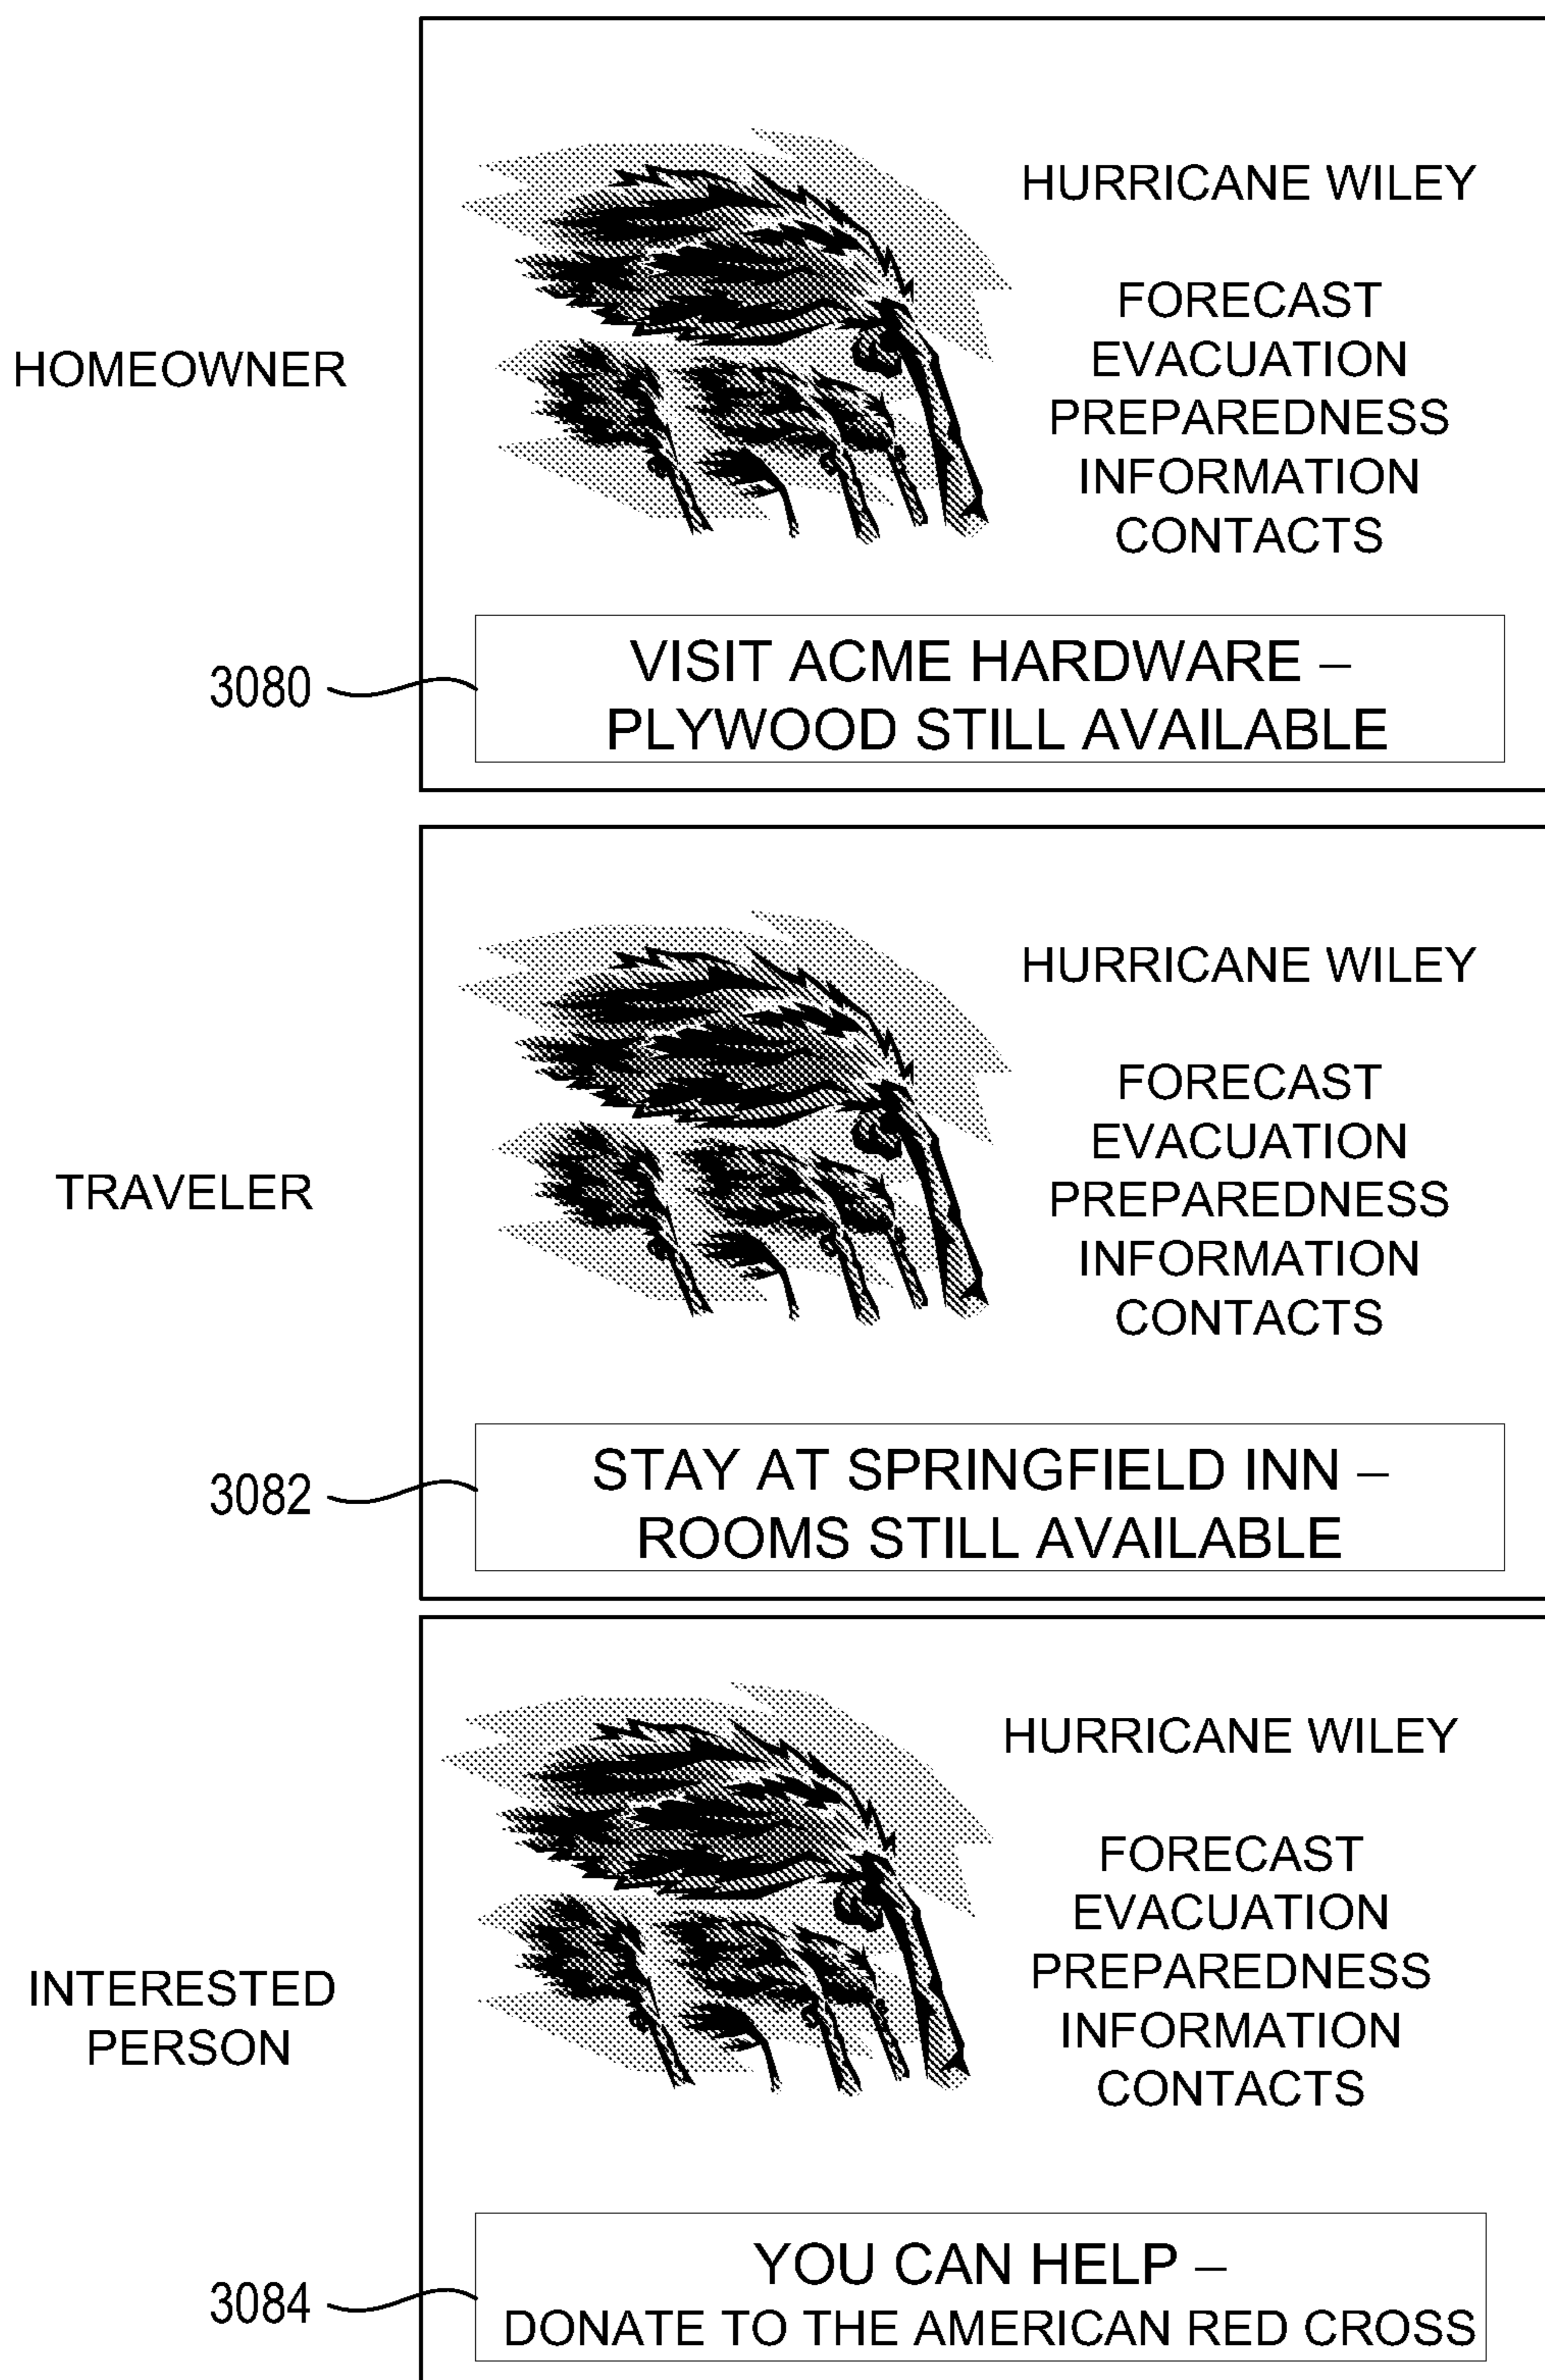 HOMEOWNER
HURRICANE WILEY
FORECAST
EVACUATION
PREPAREDNESS
INFORMATION
CONTACTS
3080
VISIT ACME HARDWARE –
PLYWOOD STILL AVAILABLE
TRAVELER
HURRICANE WILEY
FORECAST
EVACUATION
PREPAREDNESS
INFORMATION
CONTACTS
3082
STAY AT SPRINGFIELD INN –
ROOMS STILL AVAILABLE
INTERESTED
PERSON
HURRICANE WILEY
FORECAST
EVACUATION
PREPAREDNESS
INFORMATION
CONTACTS
3084
YOU CAN HELP –
DONATE TO THE AMERICAN RED CROSS